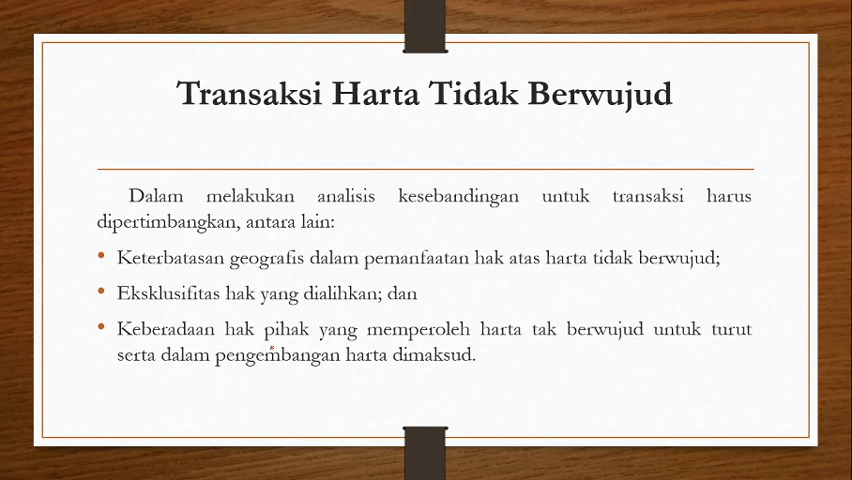 Transaksi Harta Tidak Berwujud
Dalam melakukan analisis kesebandingan untuk transaksi harus
dipertimbangkan, antara lain:
• Keterbatasan geografis dalam pemanfaatan hak atas harta tidak berwujud;
• Eksklusifitas hak yang dialihkan; dan
• Keberadaan hak pihak yang memperoleh harta tak berwujud untuk turut
serta dalam pengembangan harta dimaksud.